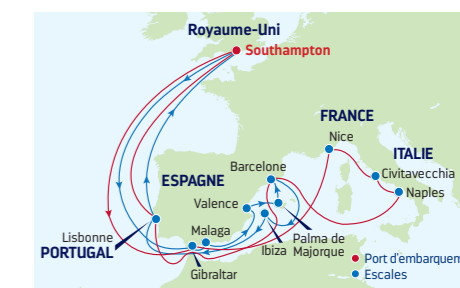 Royaume-Uni
Southampton
FRANCE
Nice
ITALIE
Civitavecchia
Naples
Barcelone
ESPAGNE
Valence
Malaga
Lisbonne
PORTUGAL
Gibraltar
Ibiza
Palma de
Majorque
Port d'embarquem
Escales